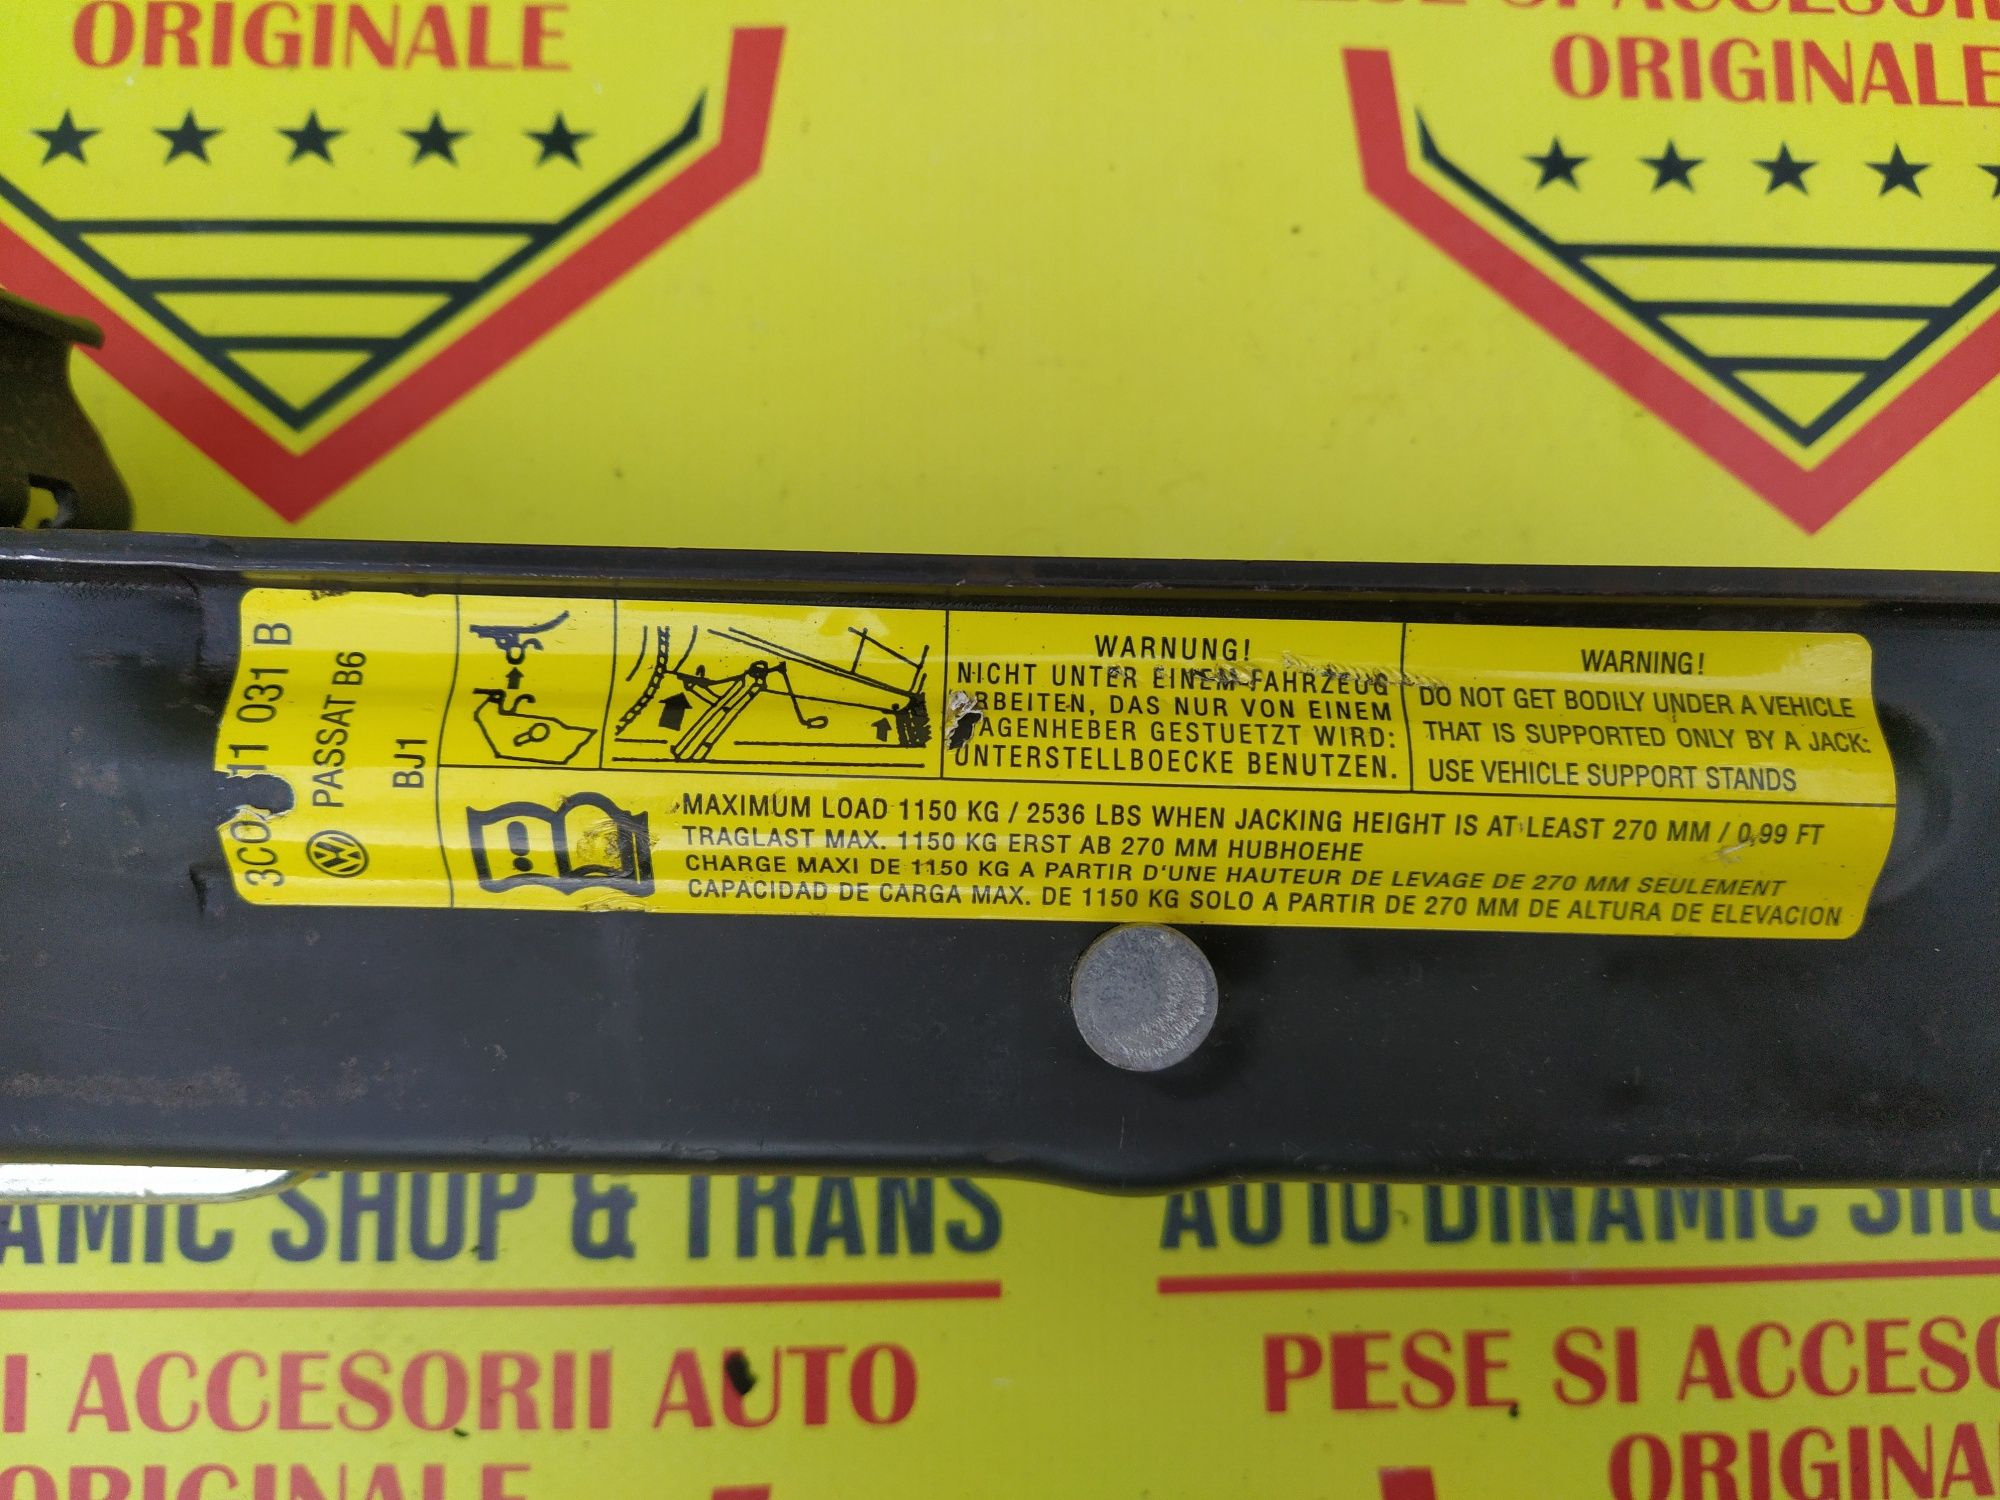 ORIGINALE
ORIGINALE
11 031 B
PASSAT B6
BJ1
WARNUNG!
NICHT UNTER EINEM FAHRZEUG
RBEITEN, DAS NUR VON EINEM
AGENHEBER GESTUETZT WIRD:
UNTERSTELLBOECKE BENUTZEN.
WARNING!
DO NOT GET BODILY UNDER A VEHICLE
THAT IS SUPPORTED ONLY BY A JACK:
USE VEHICLE SUPPORT STANDS
MAXIMUM LOAD 1150 KG / 2536 LBS WHEN JACKING HEIGHT IS AT LEAST 270 MM / 0,99 FT
TRAGLAST MAX. 1150 KG ERST AB 270 MM HUBHOEHE
CHARGE MAXI DE 1150 KG A PARTIR D'UNE HAUTEUR DE LEVAGE DE 270 MM SEULEMENT
CAPACIDAD DE CARGA MAX. DE 1150 KG SOLO A PARTIR DE 270 MM DE ALTURA DE ELEVACION
AMIC SHOP & TRANS
AUTO DINAMIC SHO
I ACCESORII AUTO
PESE SI ACCESO
ORIGINALE
ORIGINA